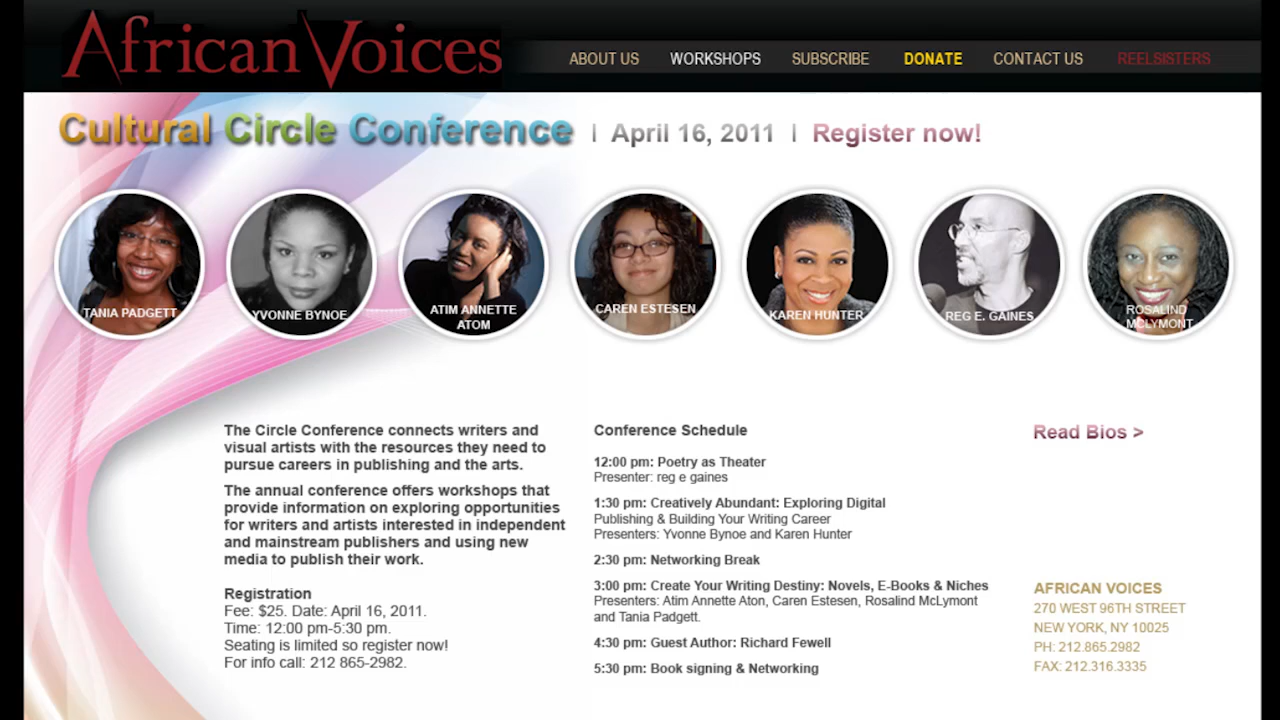 African Voices
ABOUT US WORKSHOPS SUBSCRIBE DONATE CONTACT US REELSISTERS
Cultural Circle Conference | April 16, 2011 | Register now!
TANIA PADGETT
YVONNE BYNOE
ATIM ANNETTE
ATOM
CAREN ESTESEN
KAREN HUNTER
REG E. GAINES
ROSALIND
MCLYMONT
The Circle Conference connects writers and
visual artists with the resources they need to
pursue careers in publishing and the arts.
The annual conference offers workshops that
provide information on exploring opportunities
for writers and artists interested in independent
and mainstream publishers and using new
media to publish their work.
Registration
Fee: $25. Date: April 16, 2011.
Time: 12:00 pm-5:30 pm.
Seating is limited so register now!
For info call: 212 865-2982.
Conference Schedule
12:00 pm: Poetry as Theater
Presenter: reg e gaines
1:30 pm: Creatively Abundant: Exploring Digital
Publishing & Building Your Writing Career
Presenters: Yvonne Bynoe and Karen Hunter
2:30 pm: Networking Break
3:00 pm: Create Your Writing Destiny: Novels, E-Books & Niches
Presenters: Atim Annette Aton, Caren Estesen, Rosalind McLymont
and Tania Padgett.
4:30 pm: Guest Author: Richard Fewell
5:30 pm: Book signing & Networking
Read Bios >
AFRICAN VOICES
270 WEST 96TH STREET
NEW YORK, NY 10025
PH: 212.865.2982
FAX: 212.316.3335